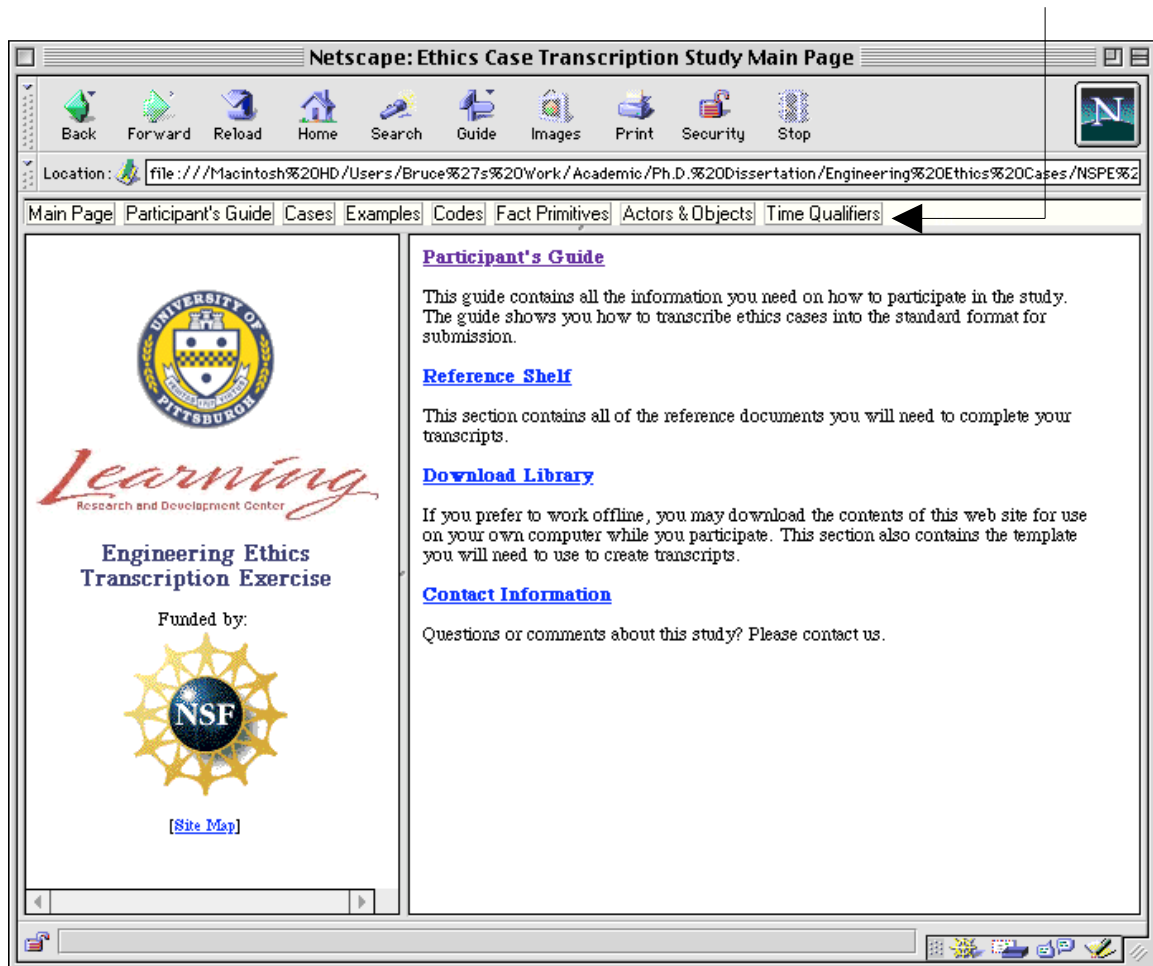 Netscape: Ethics Case Transcription Study Main Page
Back Forward Reload Home Search Guide Images Print Security Stop
N
Location: file:///Macintosh%20HD/Users/Bruce%27s%20Work/Academic/Ph.D.%20Dissertation/Engineering%20Ethics%20Cases/NSPE%2
Main Page Participant's Guide Cases Examples Codes Fact Primitives Actors & Objects Time Qualifiers
UNIVERSITY OF
PITTSBURGH
Learning
Research and Development Center
Engineering Ethics
Transcription Exercise
Funded by:
NSF
[Site Map]
Participant's Guide
This guide contains all the information you need on how to participate in the study.
The guide shows you how to transcribe ethics cases into the standard format for
submission.
Reference Shelf
This section contains all of the reference documents you will need to complete your
transcripts.
Download Library
If you prefer to work offline, you may download the contents of this web site for use
on your own computer while you participate. This section also contains the template
you will need to use to create transcripts.
Contact Information
Questions or comments about this study? Please contact us.